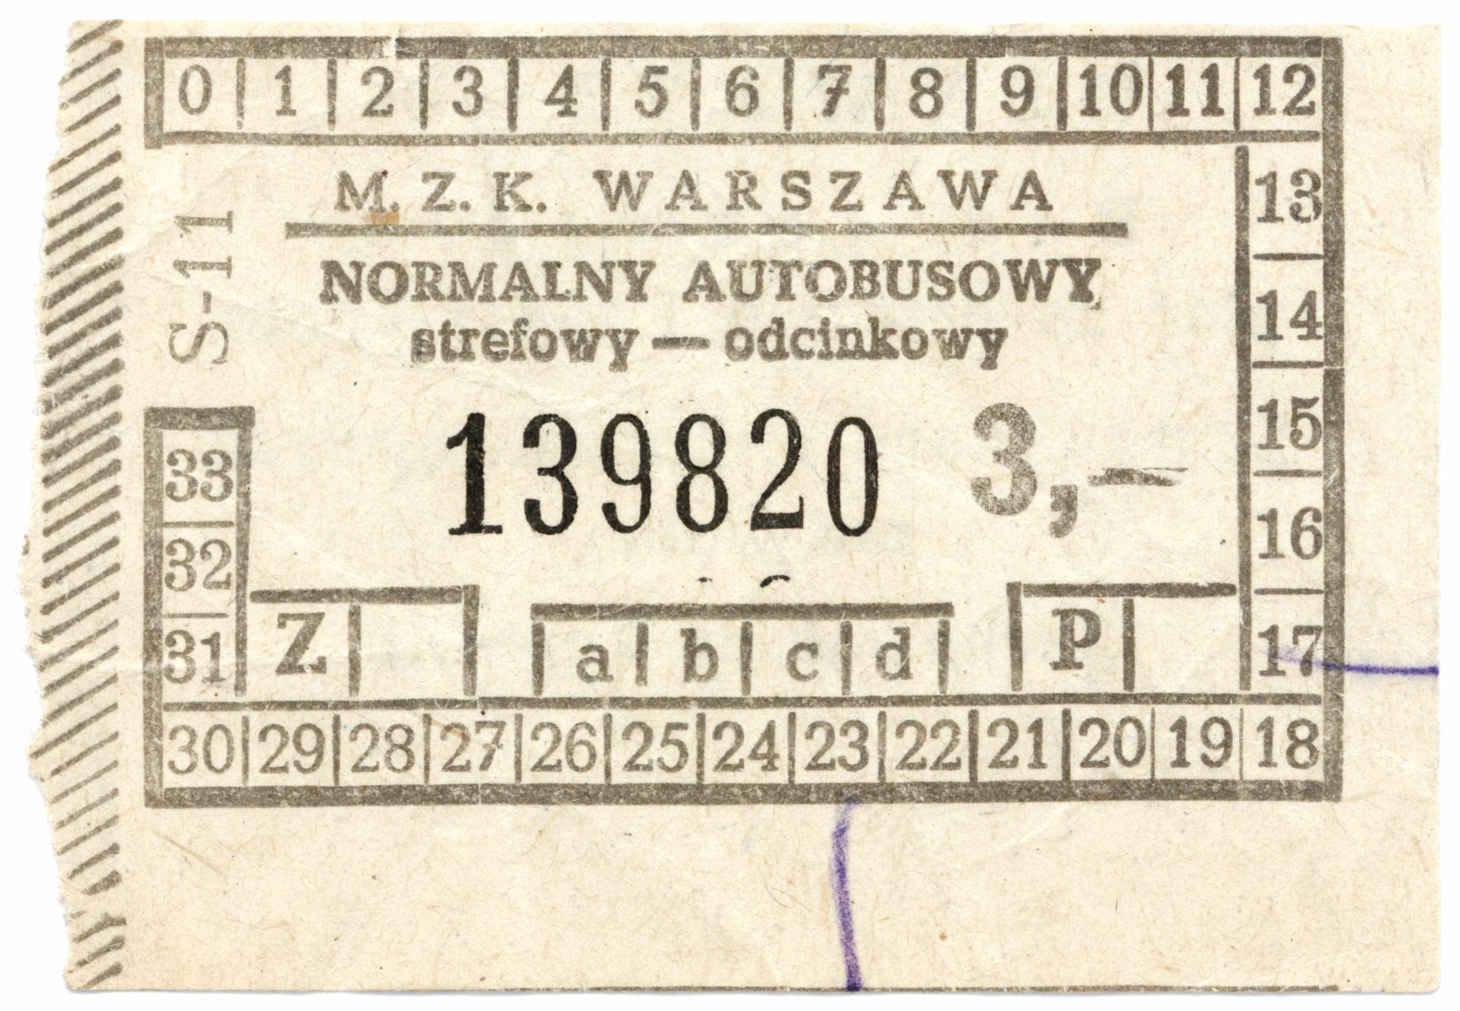 0 1 2 3 4 5 6 7 8 9 10 11 12
M. Z. K. WARSZAWA
NORMALNY AUTOBUSOWY
strefowy — odcinkowy
139820 3,—
S-11
13
14
15
16
17
33
32
31
Z
a b c d
P
30 29 28 27 26 25 24 23 22 21 20 19 18